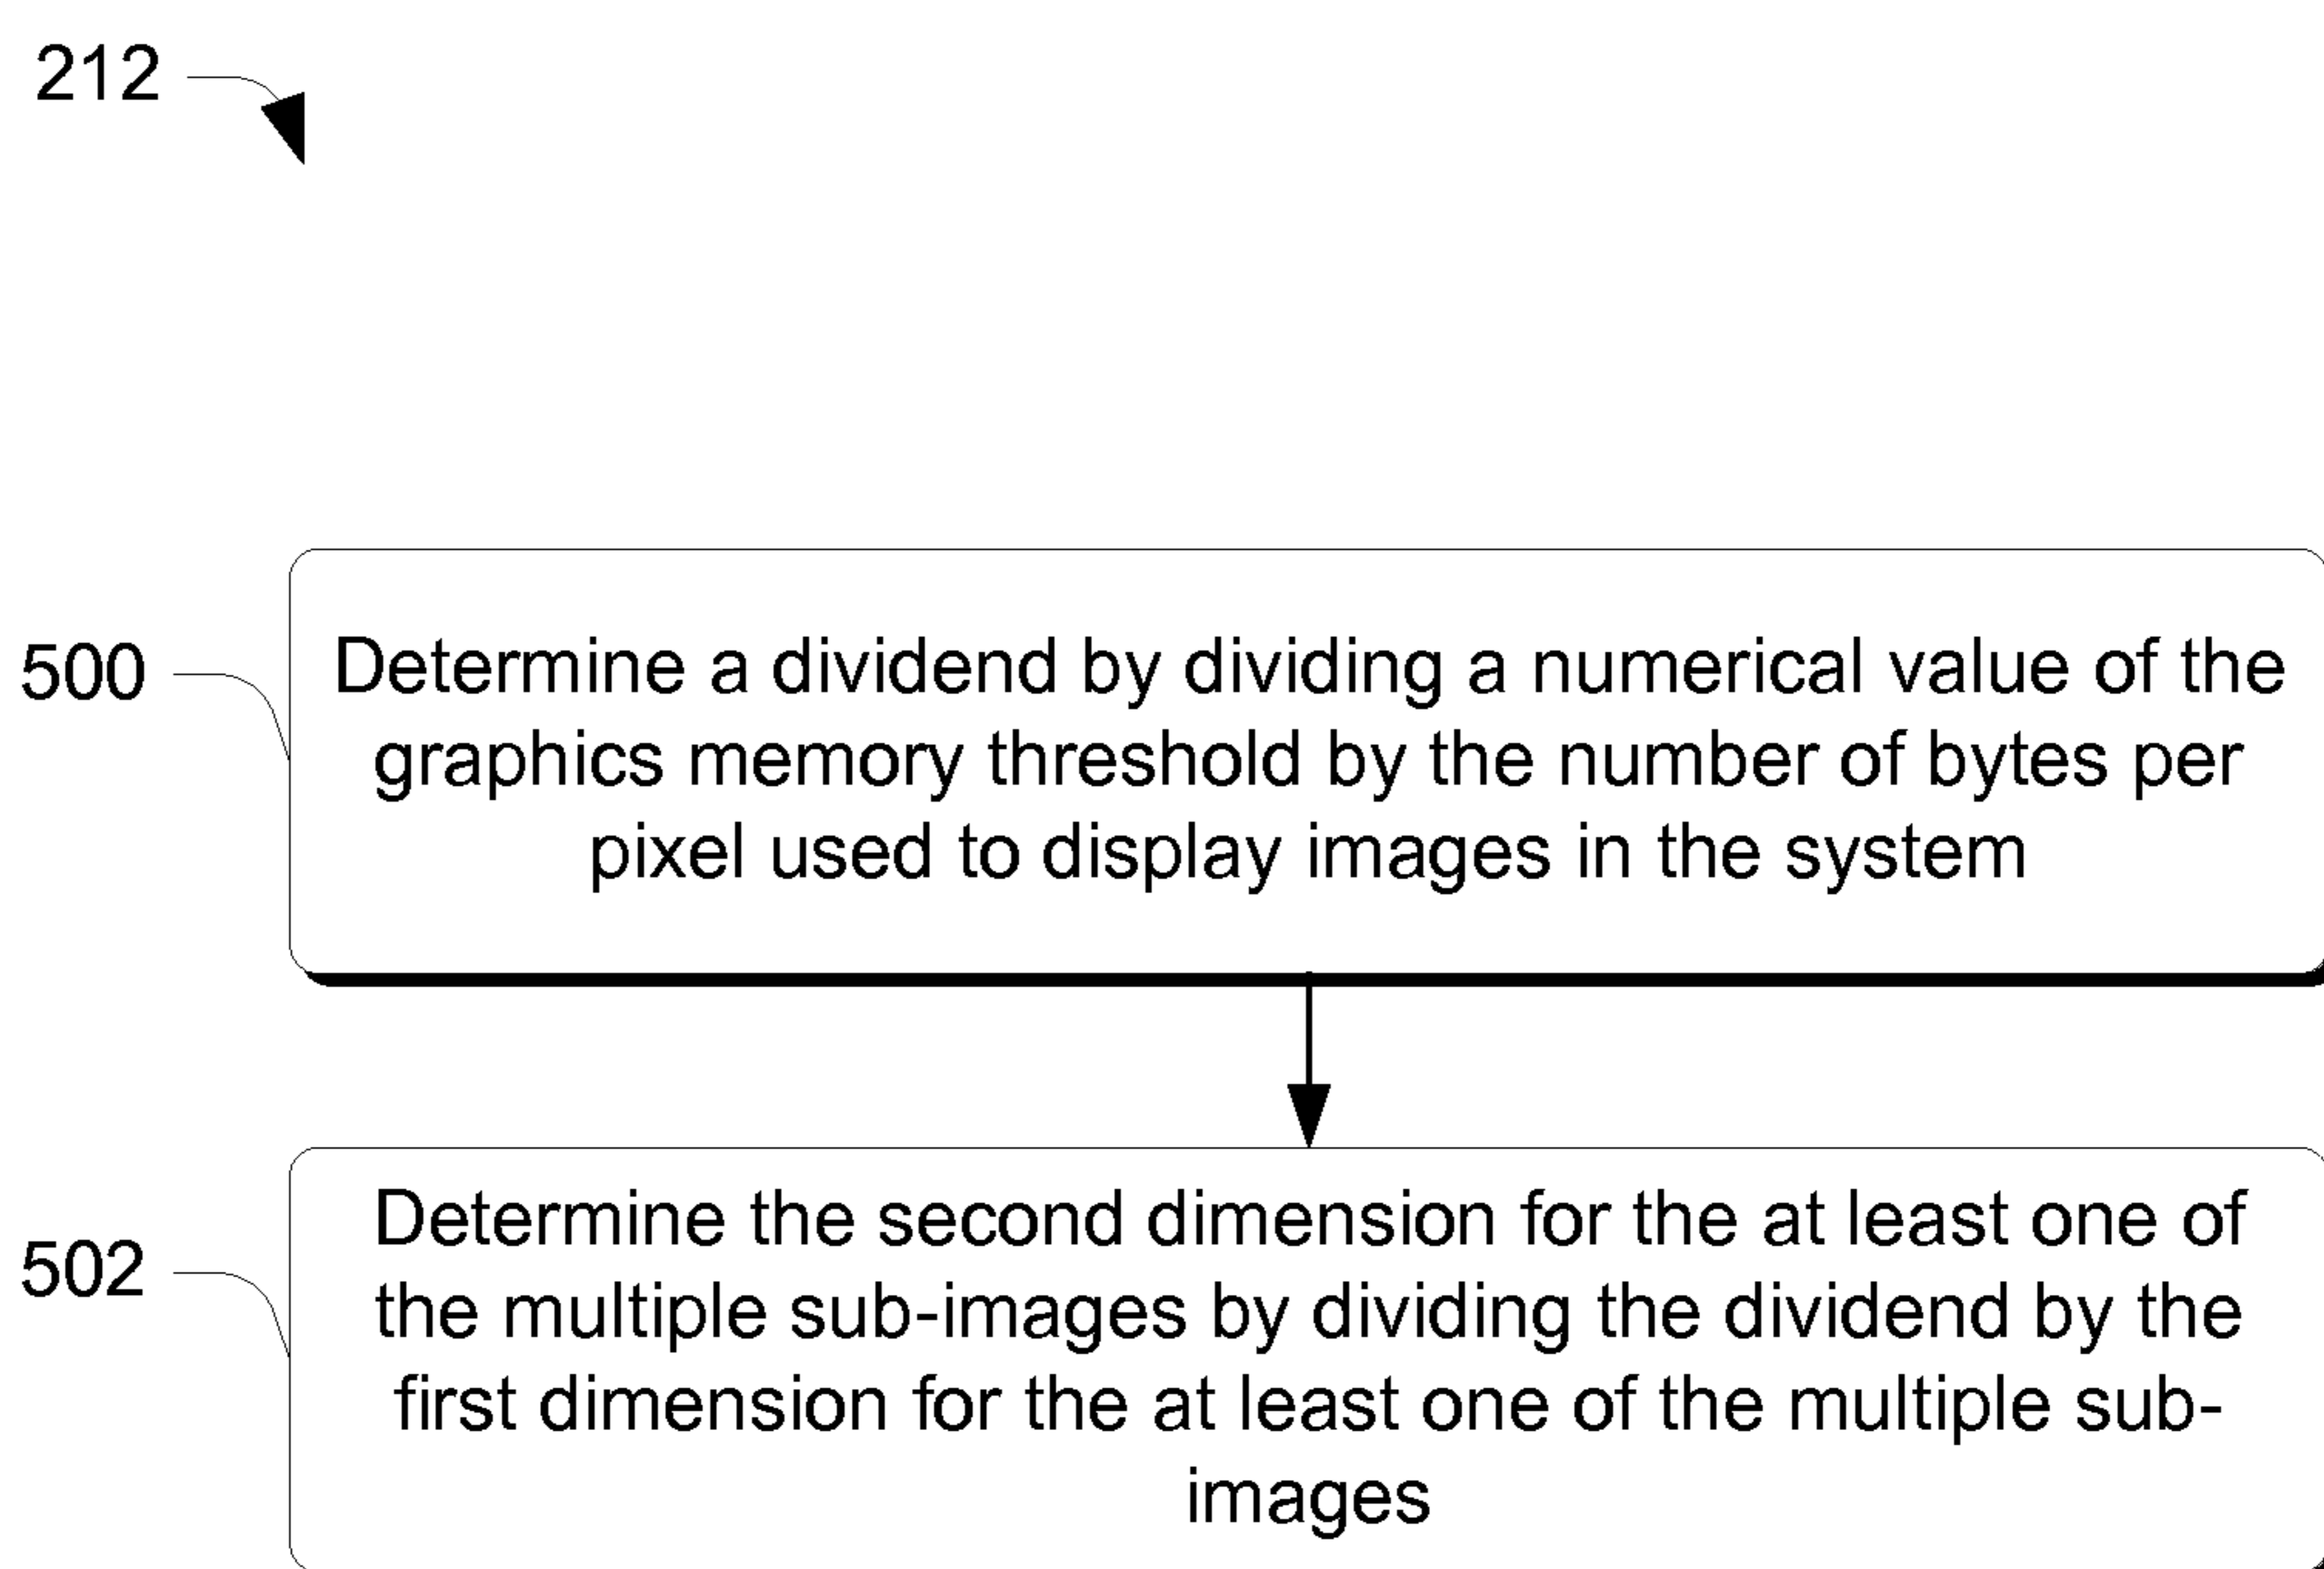 212
500
Determine a dividend by dividing a numerical value of the
graphics memory threshold by the number of bytes per
pixel used to display images in the system
502
Determine the second dimension for the at least one of
the multiple sub-images by dividing the dividend by the
first dimension for the at least one of the multiple sub-
images